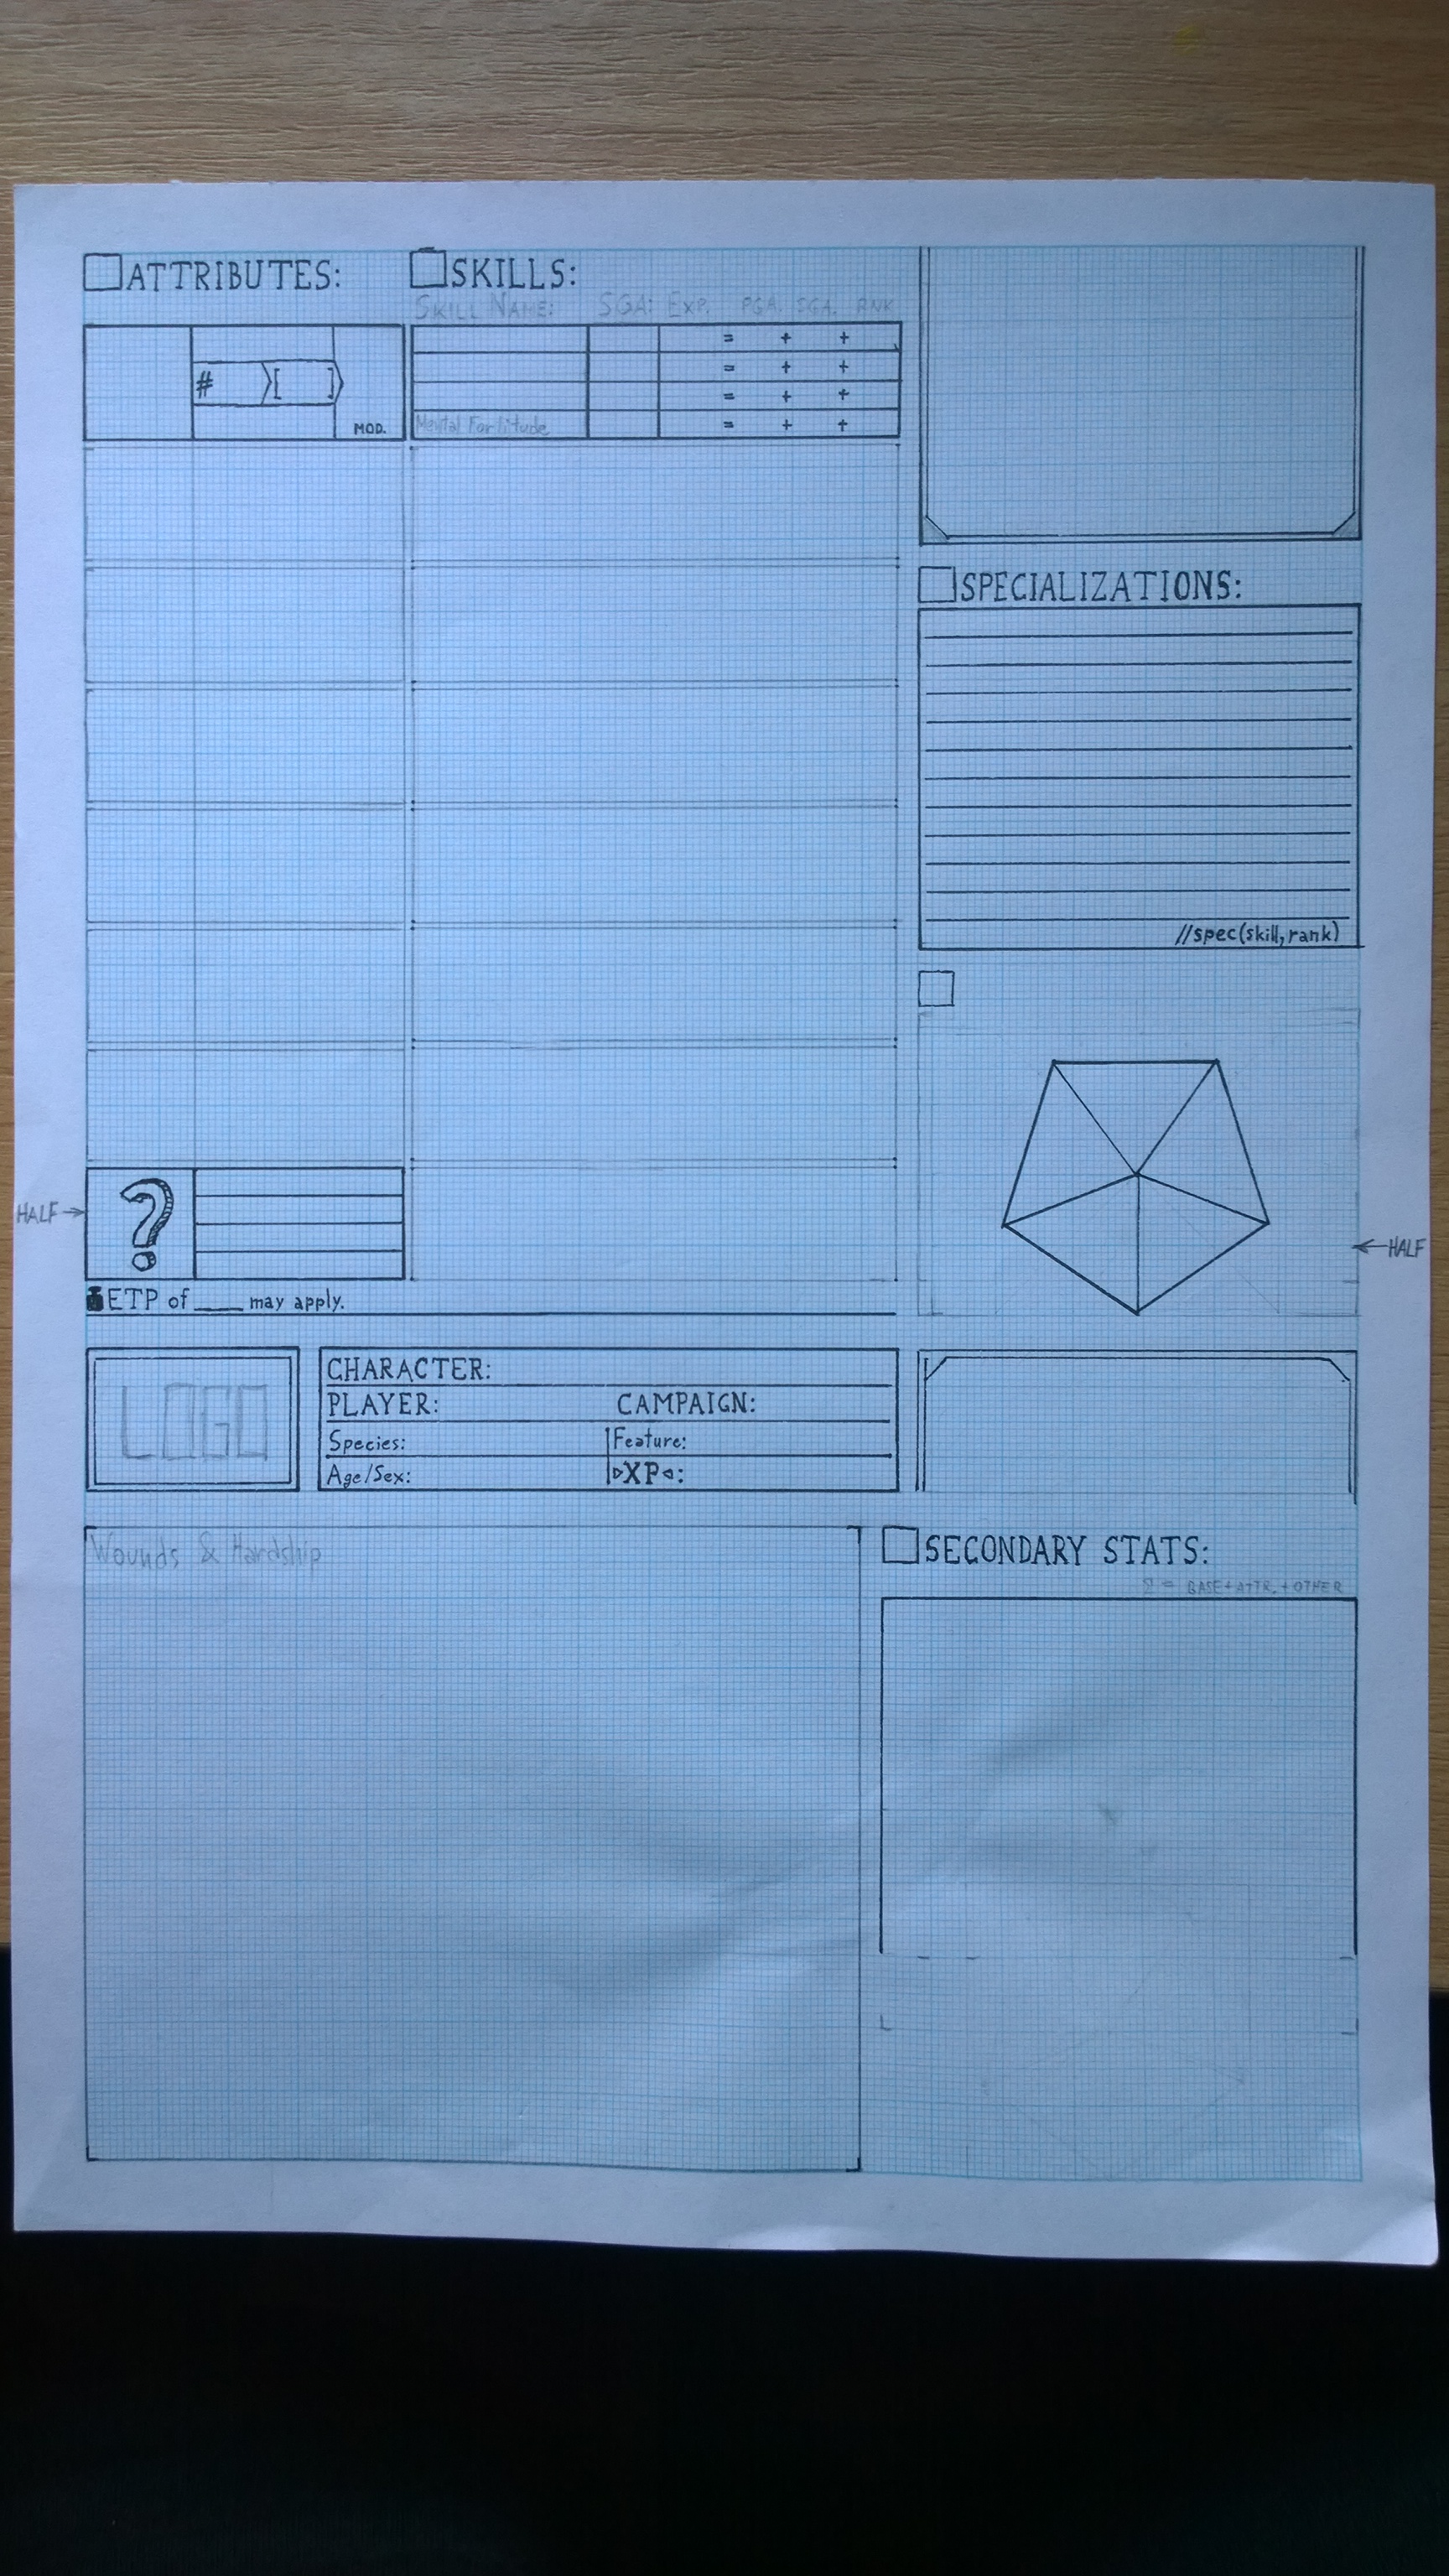 ATTRIBUTES:
SKILLS:
SKILL NAME: SGA: EXP. PGA. SGA. RNK
= + +
# [ ]
= + +
= + +
MOD.
Mental Fortitude = + +
SPECIALIZATIONS:
//spec(skill, rank)
HALF →
?
← HALF
ETP of ____ may apply.
LOGO
CHARACTER:
PLAYER: CAMPAIGN:
Species: Feature:
Age/Sex: ▹XP◃:
Wounds & Hardship
SECONDARY STATS:
Σ = BASE + ATTR. + OTHER